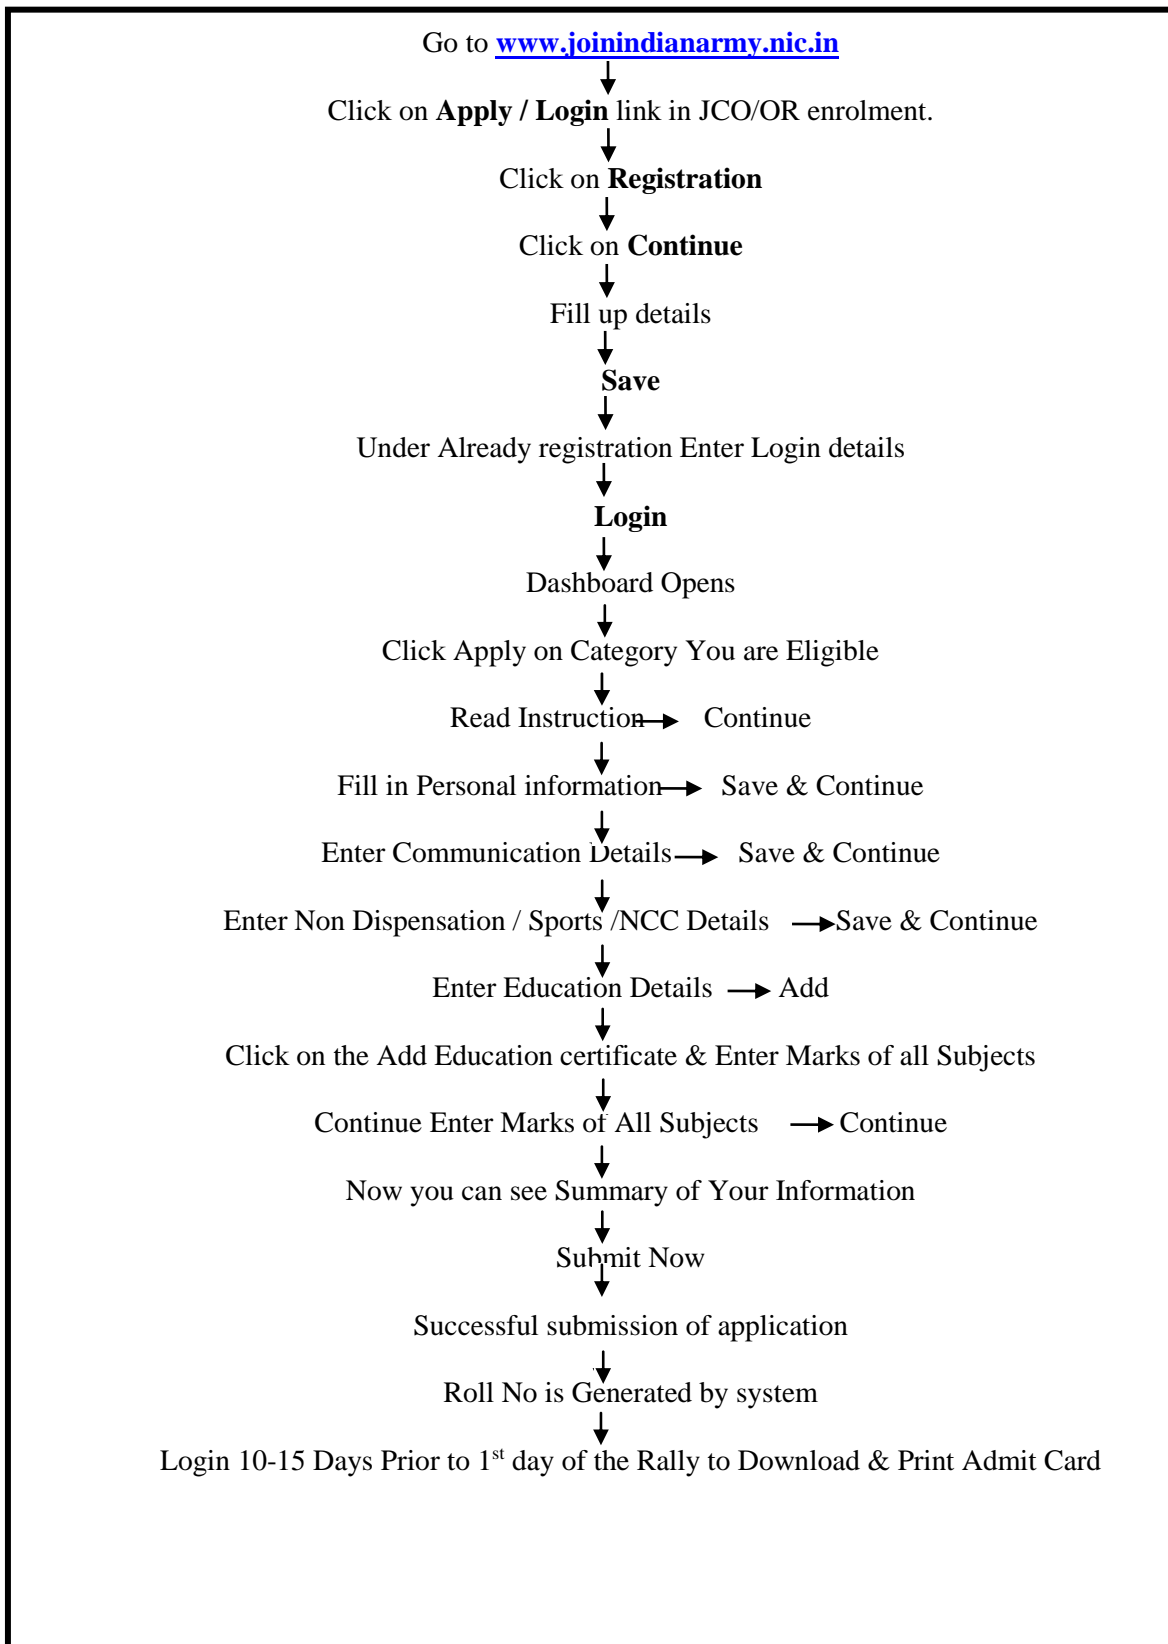 Go to www.joinindianarmy.nic.in
Click on Apply / Login link in JCO/OR enrolment.
Click on Registration
Click on Continue
Fill up details
Save
Under Already registration Enter Login details
Login
Dashboard Opens
Click Apply on Category You are Eligible
Read Instruction Continue
Fill in Personal information Save & Continue
Enter Communication Details Save & Continue
Enter Non Dispensation / Sports /NCC Details Save & Continue
Enter Education Details Add
Click on the Add Education certificate & Enter Marks of all Subjects
Continue Enter Marks of All Subjects Continue
Now you can see Summary of Your Information
Submit Now
Successful submission of application
Roll No is Generated by system
Login 10-15 Days Prior to 1st day of the Rally to Download & Print Admit Card